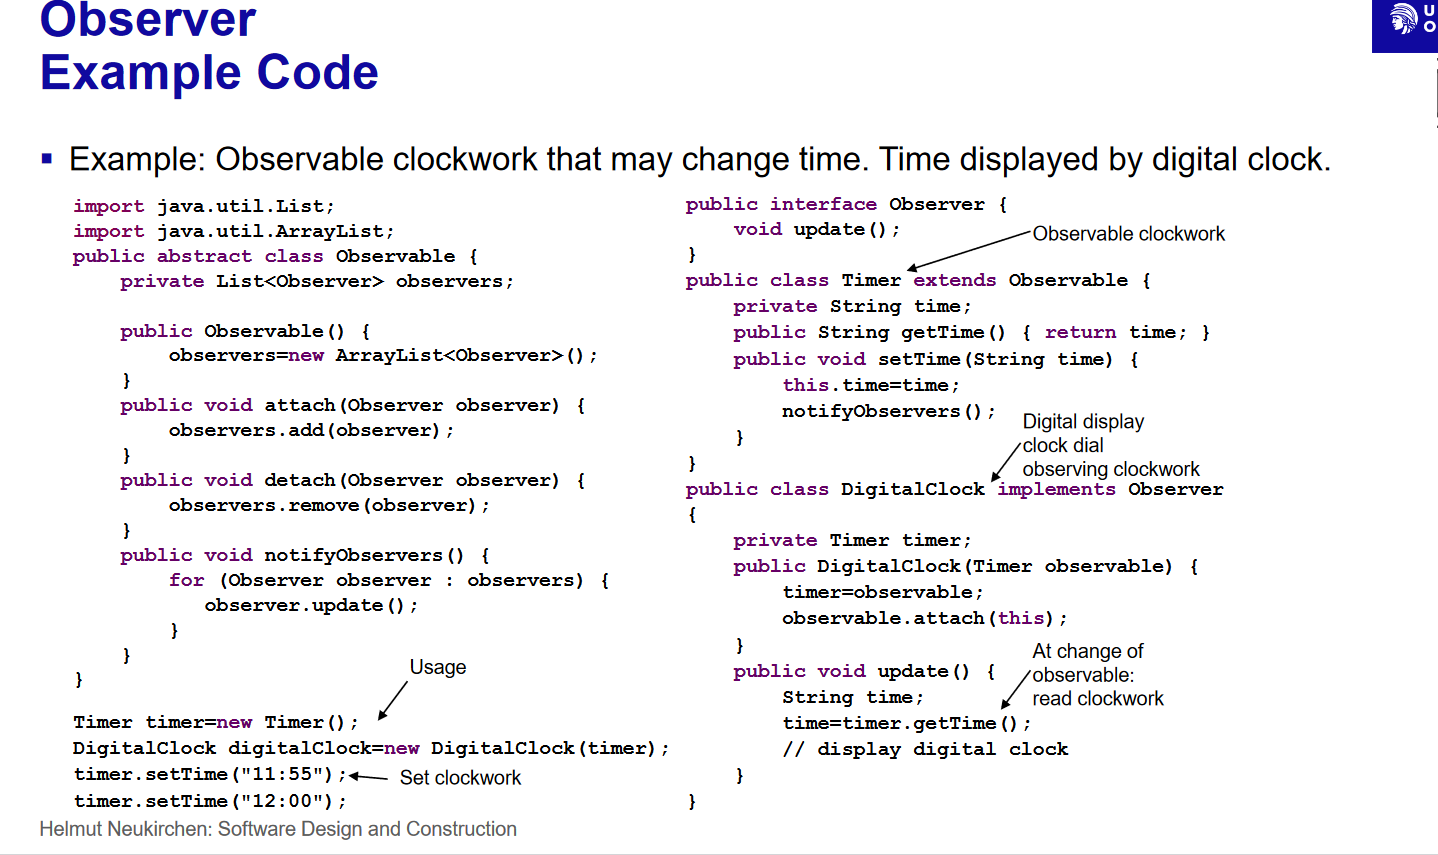 Observer
Example Code
U
O
▪ Example: Observable clockwork that may change time. Time displayed by digital clock.
import java.util.List;
import java.util.ArrayList;
public abstract class Observable {
    private List<Observer> observers;

    public Observable() {
        observers=new ArrayList<Observer>();
    }
    public void attach(Observer observer) {
        observers.add(observer);
    }
    public void detach(Observer observer) {
        observers.remove(observer);
    }
    public void notifyObservers() {
        for (Observer observer : observers) {
           observer.update();
        }
    }
}
Usage
Timer timer=new Timer();
DigitalClock digitalClock=new DigitalClock(timer);
timer.setTime("11:55");
Set clockwork
timer.setTime("12:00");
public interface Observer {
    void update();
}
Observable clockwork
public class Timer extends Observable {
    private String time;
    public String getTime() { return time; }
    public void setTime(String time) {
        this.time=time;
        notifyObservers();
    }
}
Digital display
clock dial
observing clockwork
public class DigitalClock implements Observer
{
    private Timer timer;
    public DigitalClock(Timer observable) {
        timer=observable;
        observable.attach(this);
    }
    public void update() {
        String time;
        time=timer.getTime();
        // display digital clock
    }
}
At change of
observable:
read clockwork
Helmut Neukirchen: Software Design and Construction